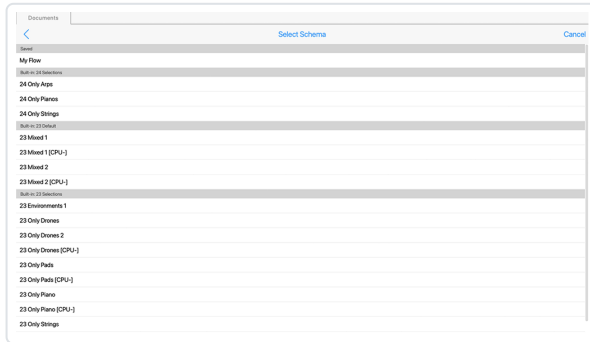 Documents
Select Schema
Cancel
Saved
My Flow
Built-in: 24 Selections
24 Only Arps
24 Only Pianos
24 Only Strings
Built-in: 23 Default
23 Mixed 1
23 Mixed 1 [CPU-]
23 Mixed 2
23 Mixed 2 [CPU-]
Built-in: 23 Selections
23 Environments 1
23 Only Drones
23 Only Drones 2
23 Only Drones [CPU-]
23 Only Pads
23 Only Pads [CPU-]
23 Only Piano
23 Only Piano [CPU-]
23 Only Strings